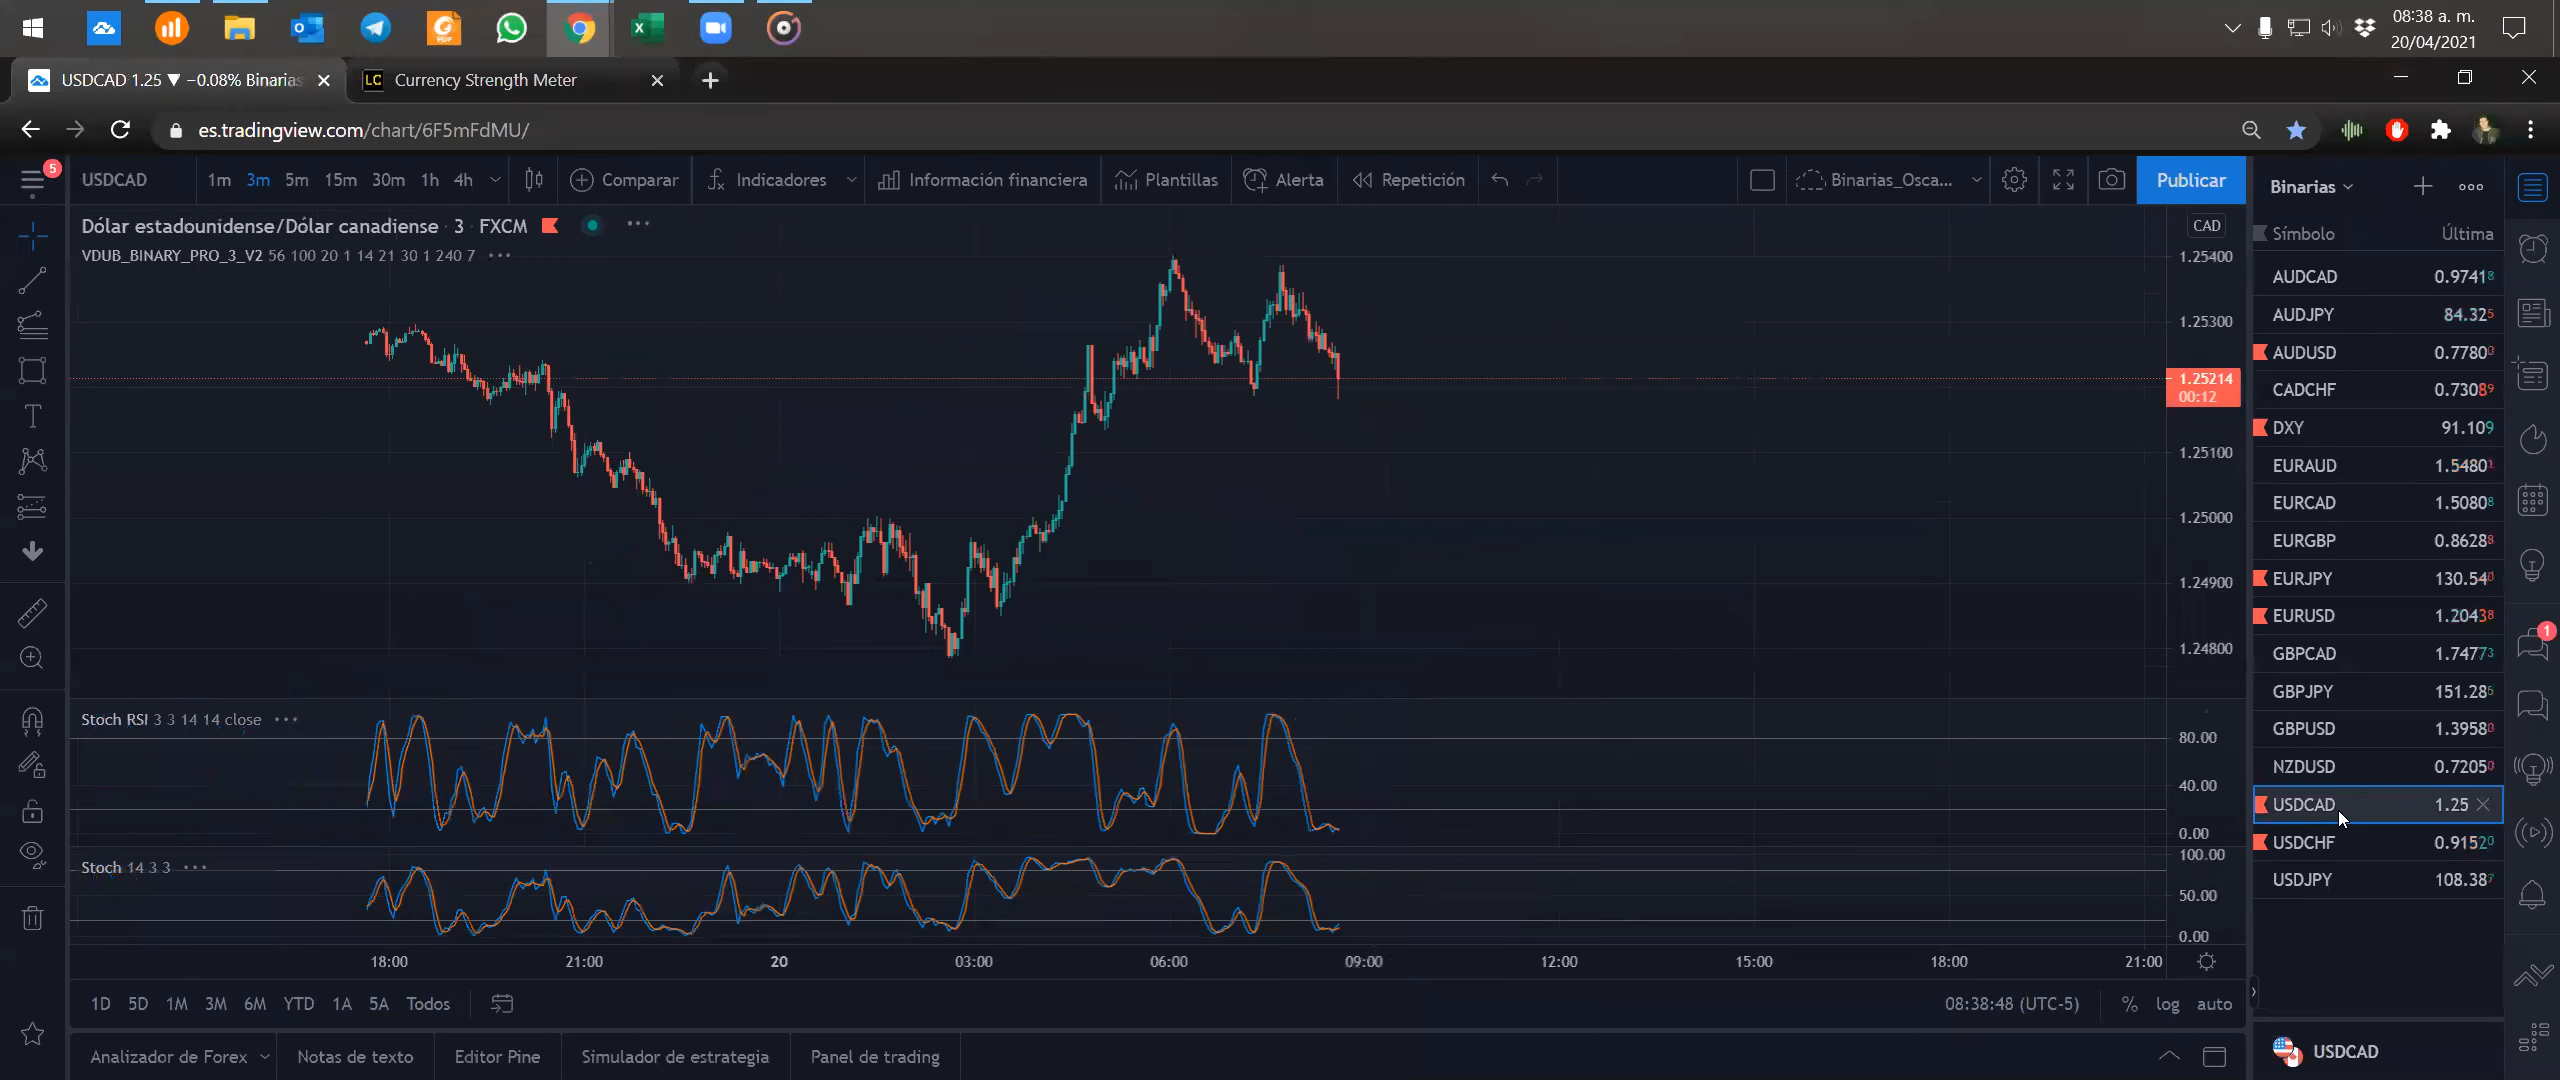 08:38 a. m.
20/04/2021
USDCAD 1.25 ▼ −0.08% Binarias
LC Currency Strength Meter
es.tradingview.com/chart/6F5mFdMU/
5
USDCAD 1m 3m 5m 15m 30m 1h 4h Comparar Indicadores Información financiera Plantillas Alerta Repetición Binarias_Osca... Publicar
Dólar estadounidense/Dólar canadiense · 3 · FXCM
VDUB_BINARY_PRO_3_V2 56 100 20 1 14 21 30 1 240 7
CAD
1.25400
1.25300
1.25214
00:12
1.25100
1.25000
1.24900
1.24800
Stoch RSI 3 3 14 14 close
80.00
40.00
0.00
Stoch 14 3 3
100.00
50.00
0.00
18:00 21:00 20 03:00 06:00 09:00 12:00 15:00 18:00 21:00
1D 5D 1M 3M 6M YTD 1A 5A Todos
08:38:48 (UTC-5) % log auto
Analizador de Forex Notas de texto Editor Pine Simulador de estrategia Panel de trading
Binarias
Símbolo Última
AUDCAD 0.97418
AUDJPY 84.325
AUDUSD 0.77800
CADCHF 0.73089
DXY 91.109
EURAUD 1.54801
EURCAD 1.50808
EURGBP 0.86288
EURJPY 130.540
EURUSD 1.20438
GBPCAD 1.74773
GBPJPY 151.286
GBPUSD 1.39580
NZDUSD 0.72050
USDCAD 1.25
USDCHF 0.91520
USDJPY 108.387
USDCAD
1